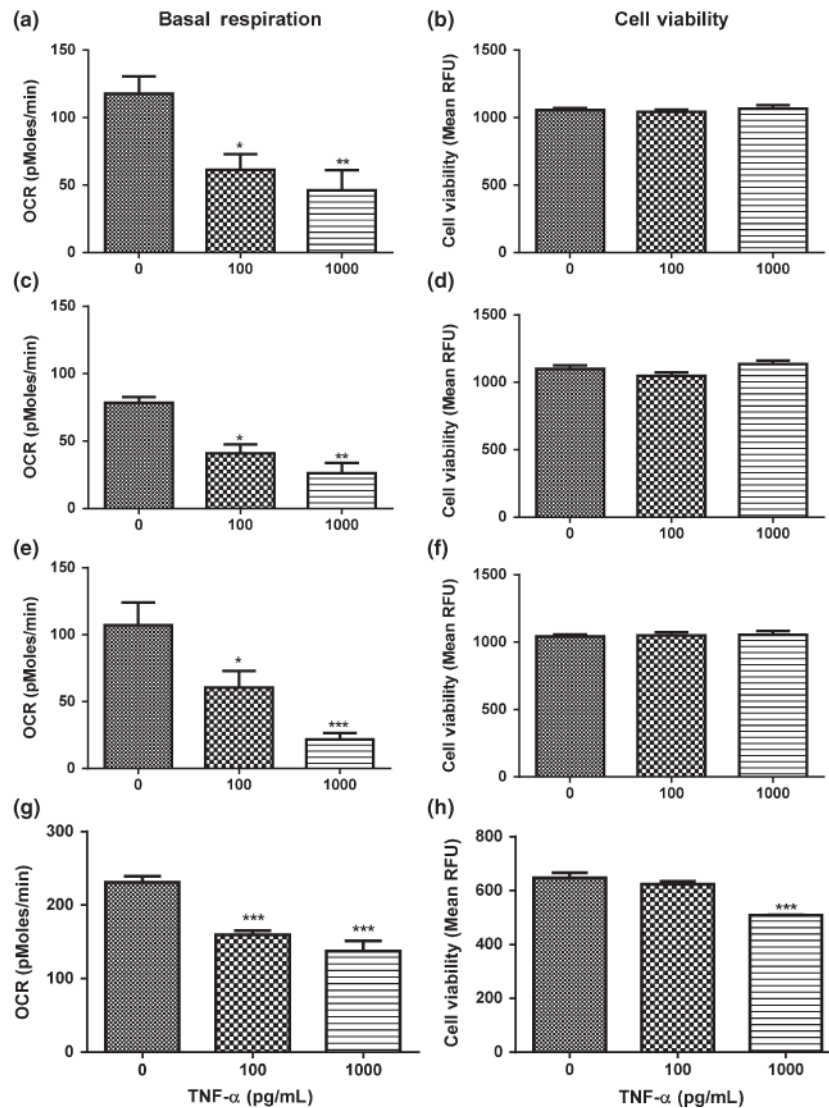 (a) Basal respiration
150
100
50
0
OCR (pMoles/min)
*
**
0 100 1000
(b) Cell viability
1500
1000
500
0
Cell viability (Mean RFU)
0 100 1000
(c)
150
100
50
0
OCR (pMoles/min)
*
**
0 100 1000
(d)
1500
1000
500
0
Cell viability (Mean RFU)
0 100 1000
(e)
150
100
50
0
OCR (pMoles/min)
*
***
0 100 1000
(f)
1500
1000
500
0
Cell viability (Mean RFU)
0 100 1000
(g)
300
200
100
0
OCR (pMoles/min)
***
***
0 100 1000
TNF-α (pg/mL)
(h)
800
600
400
200
0
Cell viability (Mean RFU)
***
0 100 1000
TNF-α (pg/mL)